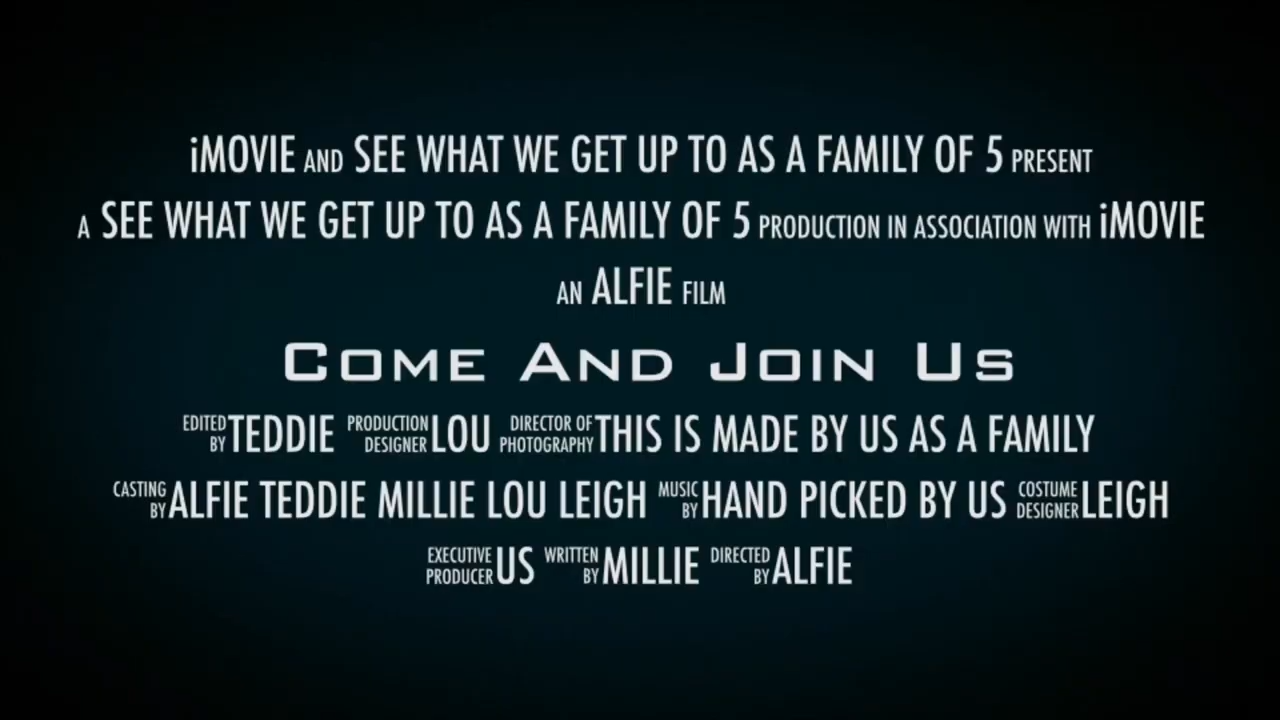 iMOVIE AND SEE WHAT WE GET UP TO AS A FAMILY OF 5 PRESENT
A SEE WHAT WE GET UP TO AS A FAMILY OF 5 PRODUCTION IN ASSOCIATION WITH iMOVIE
AN ALFIE FILM
COME AND JOIN US
EDITED BY TEDDIE PRODUCTION DESIGNER LOU DIRECTOR OF PHOTOGRAPHY THIS IS MADE BY US AS A FAMILY
CASTING BY ALFIE TEDDIE MILLIE LOU LEIGH MUSIC BY HAND PICKED BY US COSTUME DESIGNER LEIGH
EXECUTIVE PRODUCER US WRITTEN BY MILLIE DIRECTED BY ALFIE